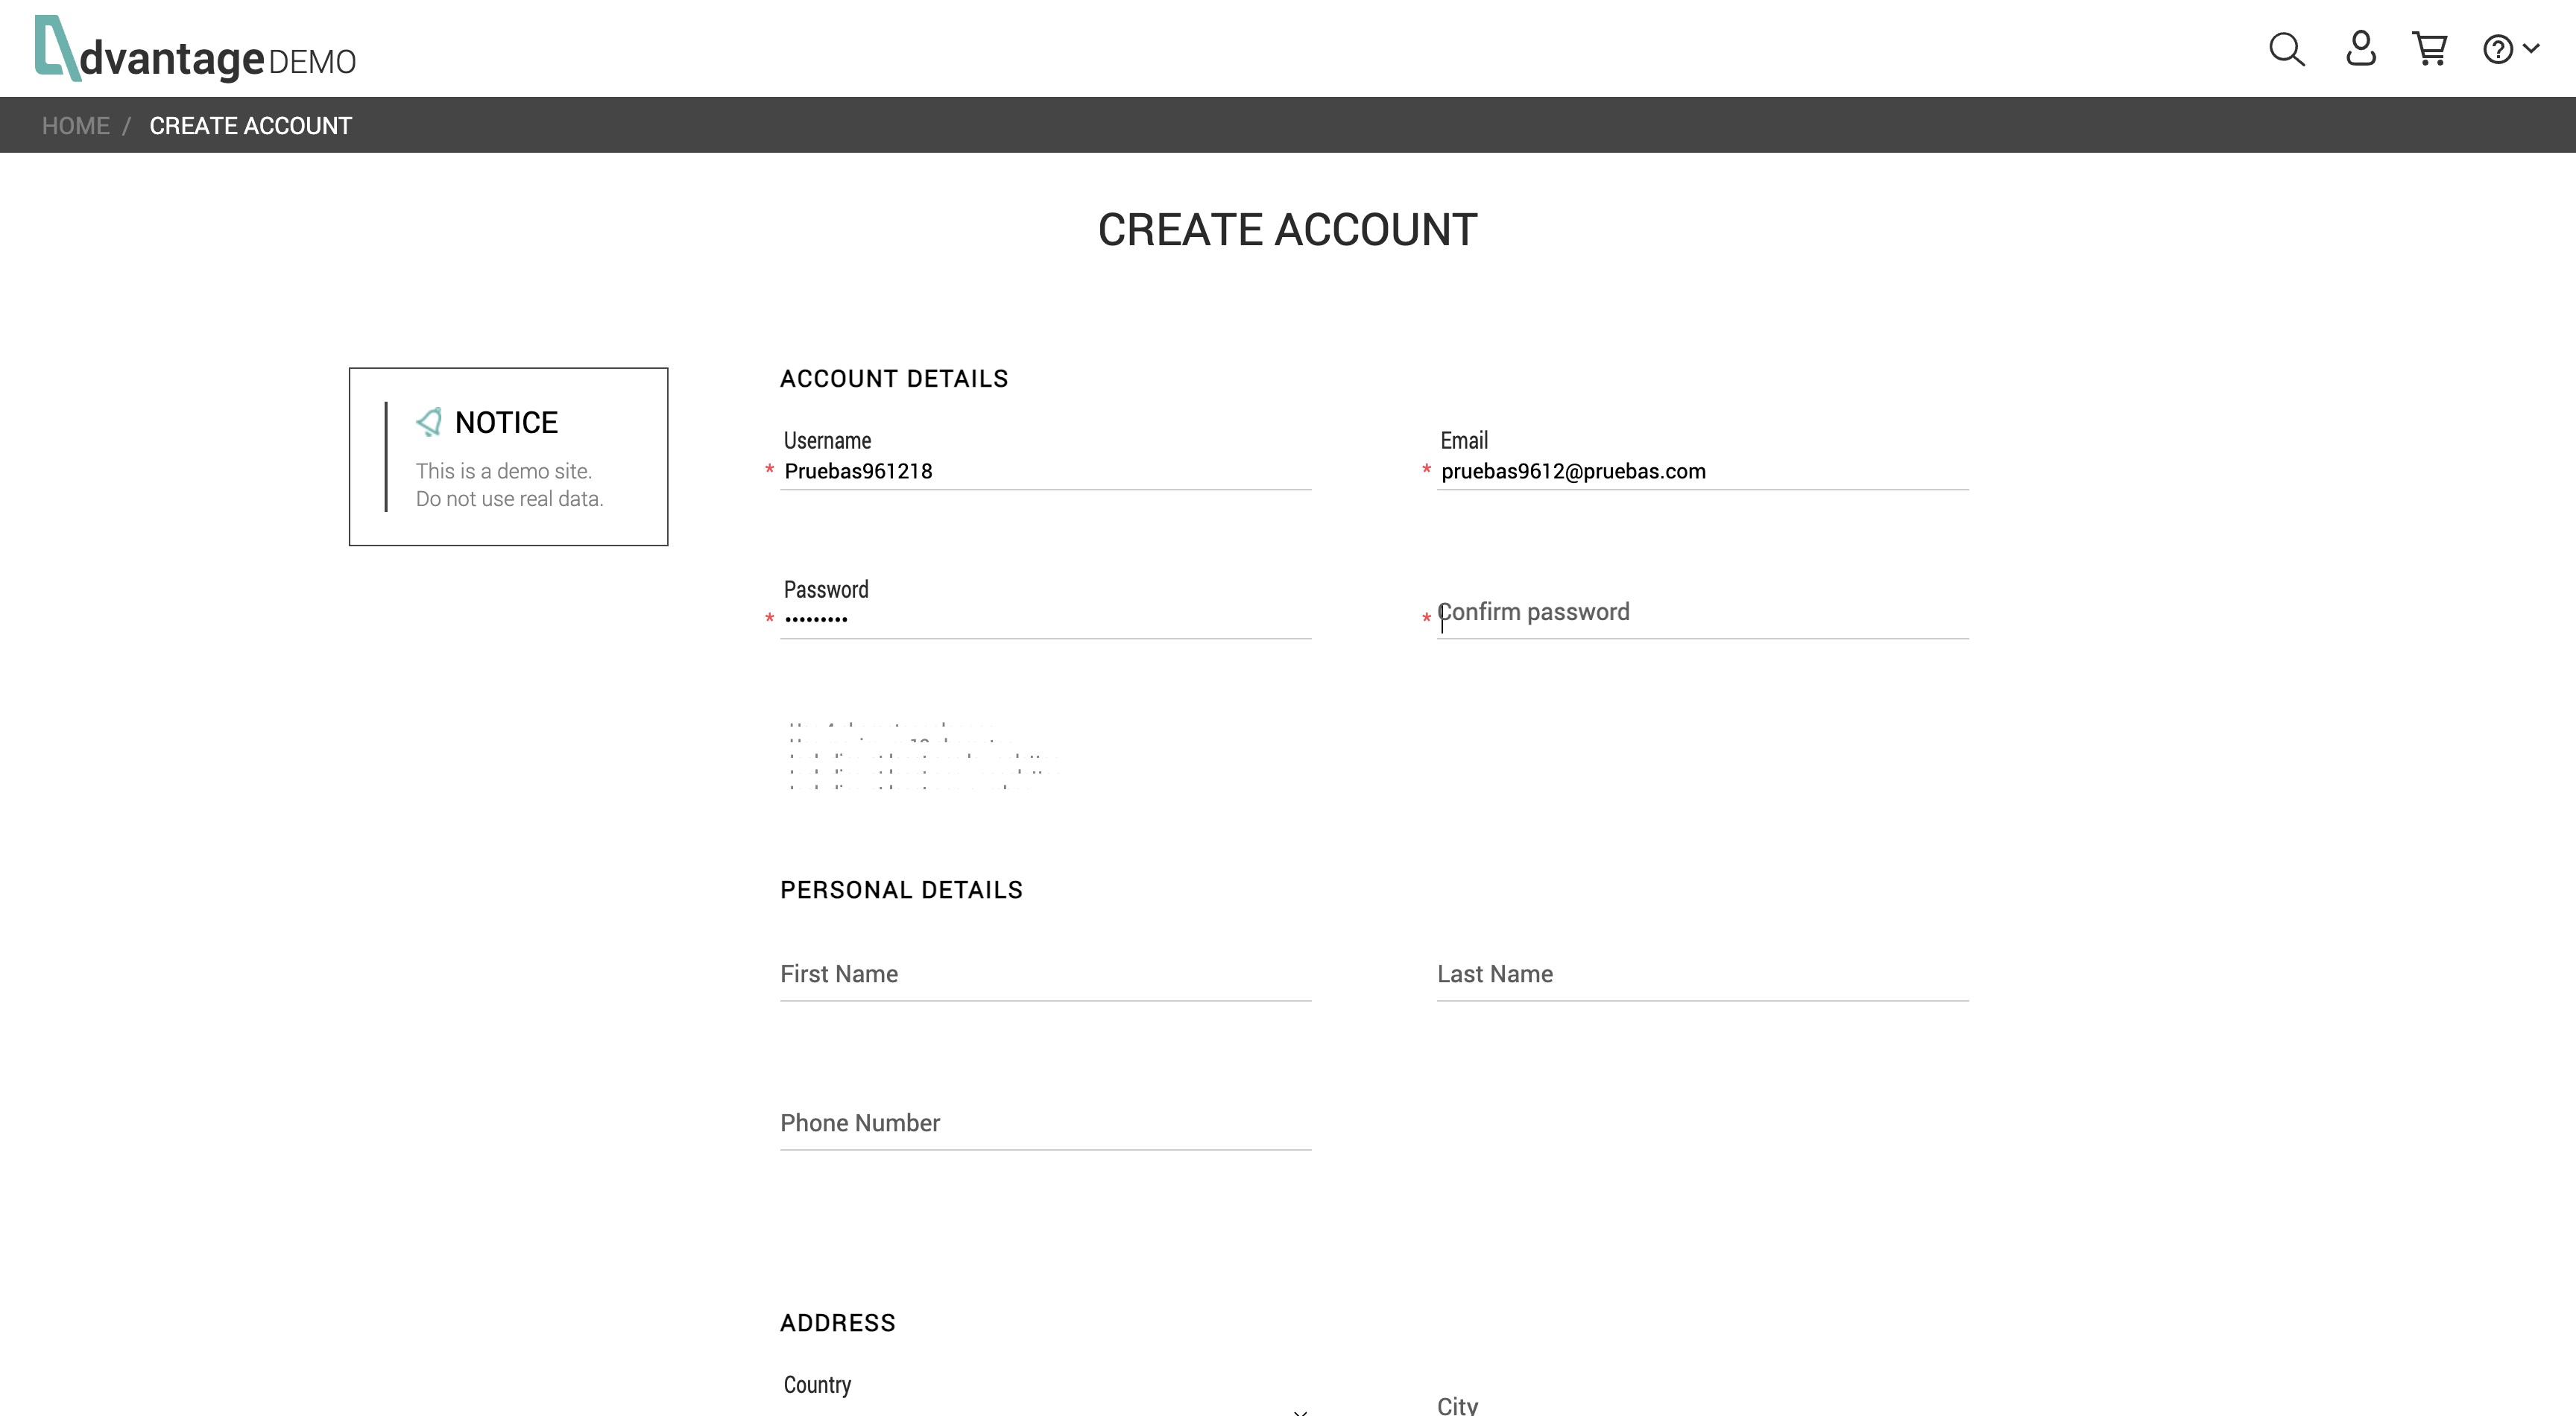 dvantage DEMO
HOME / CREATE ACCOUNT
CREATE ACCOUNT
NOTICE
This is a demo site.
Do not use real data.
ACCOUNT DETAILS
Username
* Pruebas961218
Email
* pruebas9612@pruebas.com
Password
* •••••••••
* Confirm password
PERSONAL DETAILS
First Name
Last Name
Phone Number
ADDRESS
Country
City